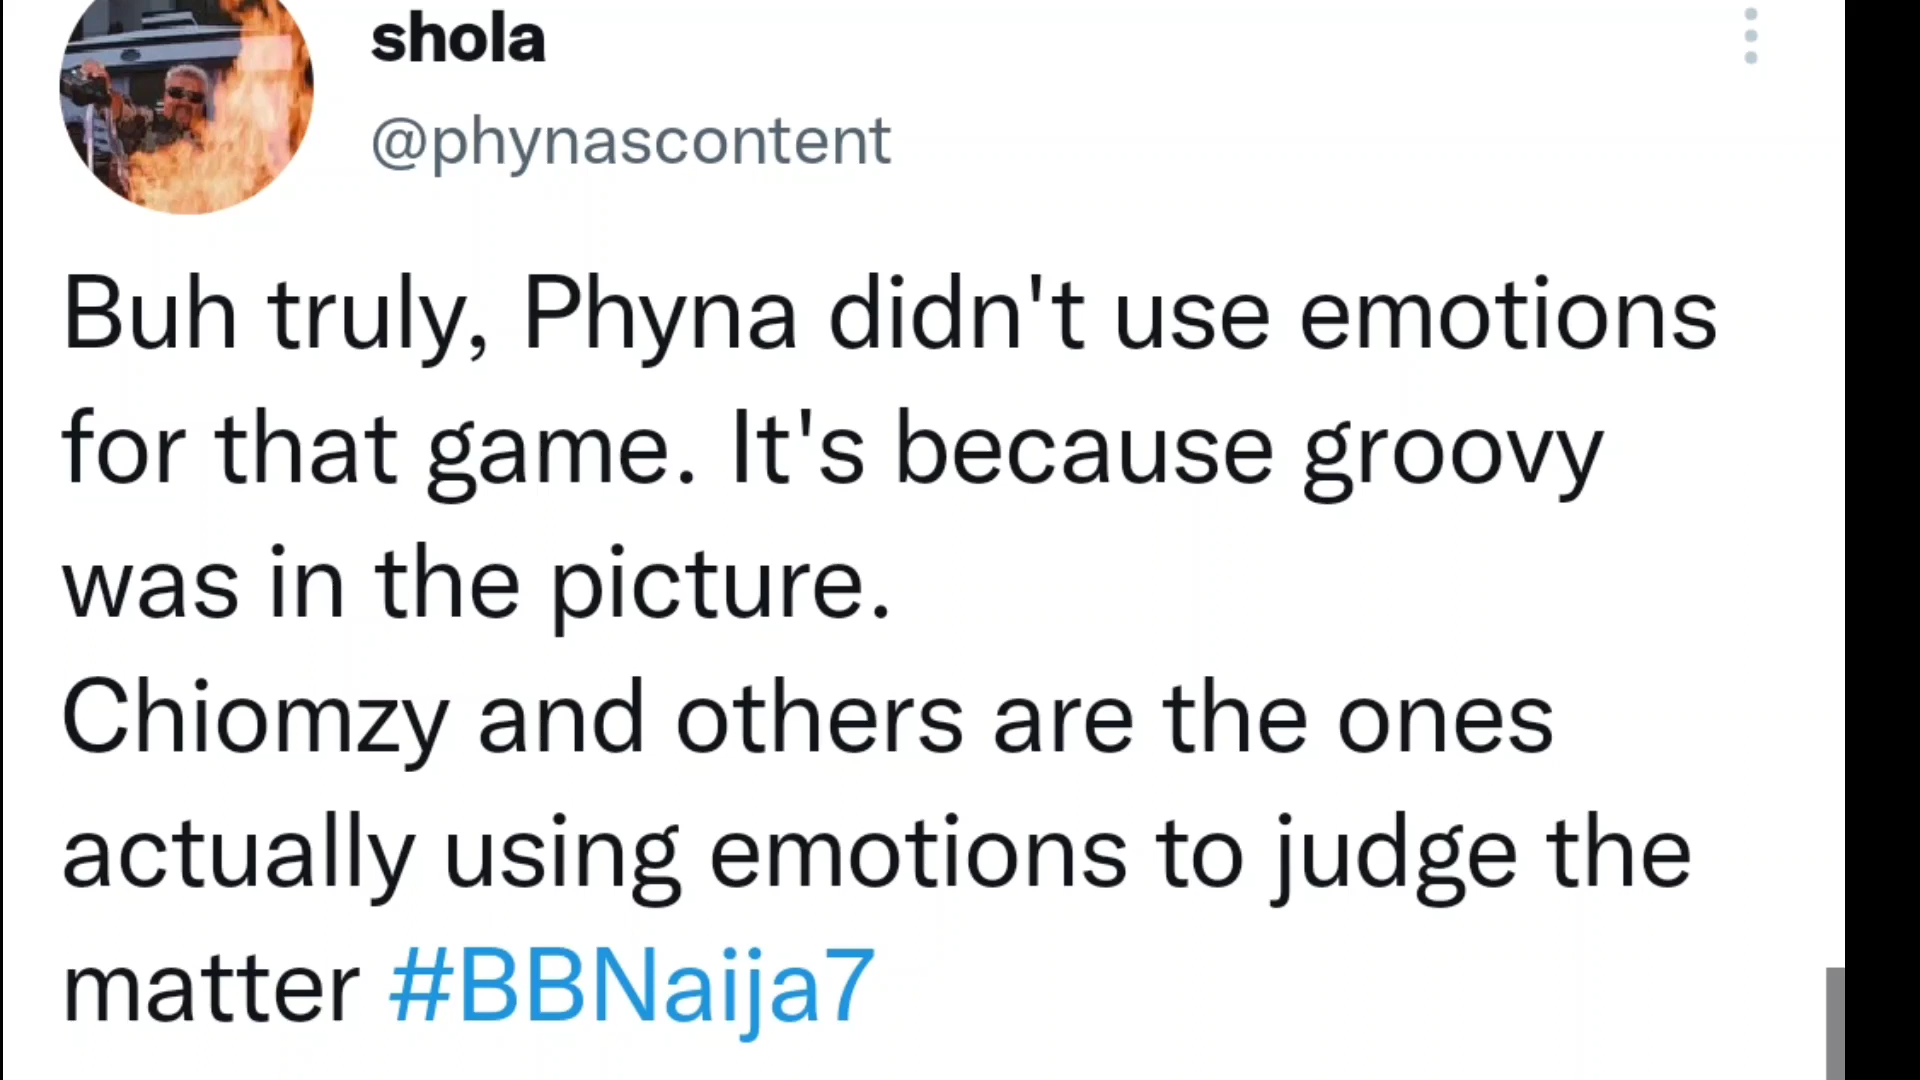 shola
@phynascontent
Buh truly, Phyna didn't use emotions
for that game. It's because groovy
was in the picture.
Chiomzy and others are the ones
actually using emotions to judge the
matter #BBNaija7